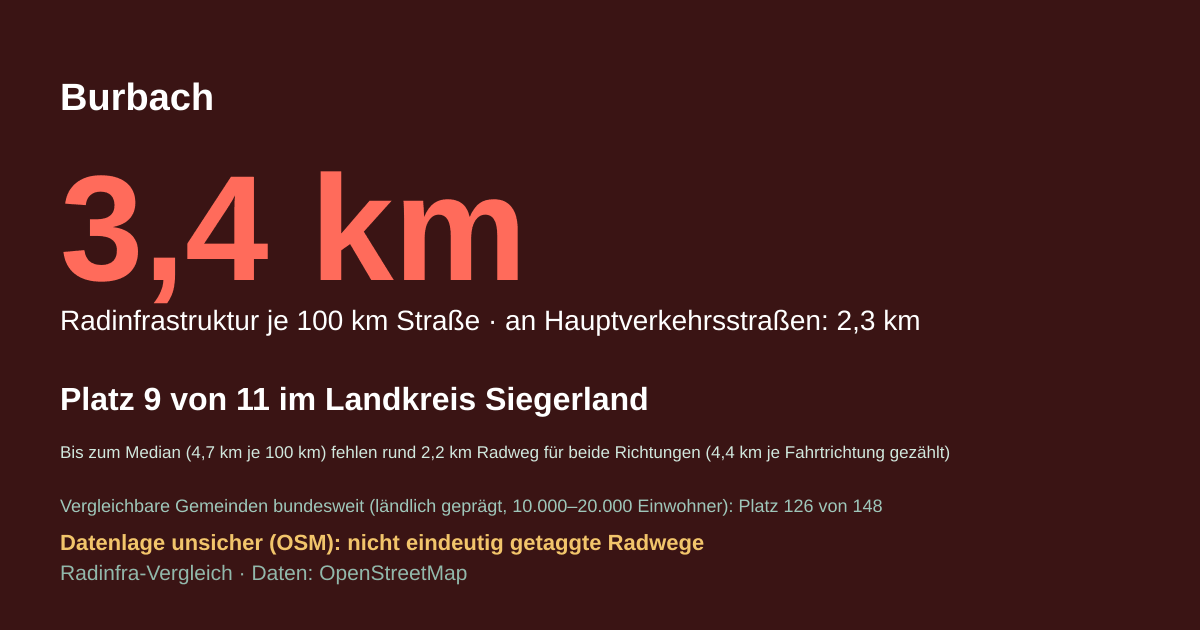 Burbach
3,4 km
Radinfrastruktur je 100 km Straße · an Hauptverkehrsstraßen: 2,3 km
Platz 9 von 11 im Landkreis Siegerland
Bis zum Median (4,7 km je 100 km) fehlen rund 2,2 km Radweg für beide Richtungen (4,4 km je Fahrtrichtung gezählt)
Vergleichbare Gemeinden bundesweit (ländlich geprägt, 10.000–20.000 Einwohner): Platz 126 von 148
Datenlage unsicher (OSM): nicht eindeutig getaggte Radwege
Radinfra-Vergleich · Daten: OpenStreetMap